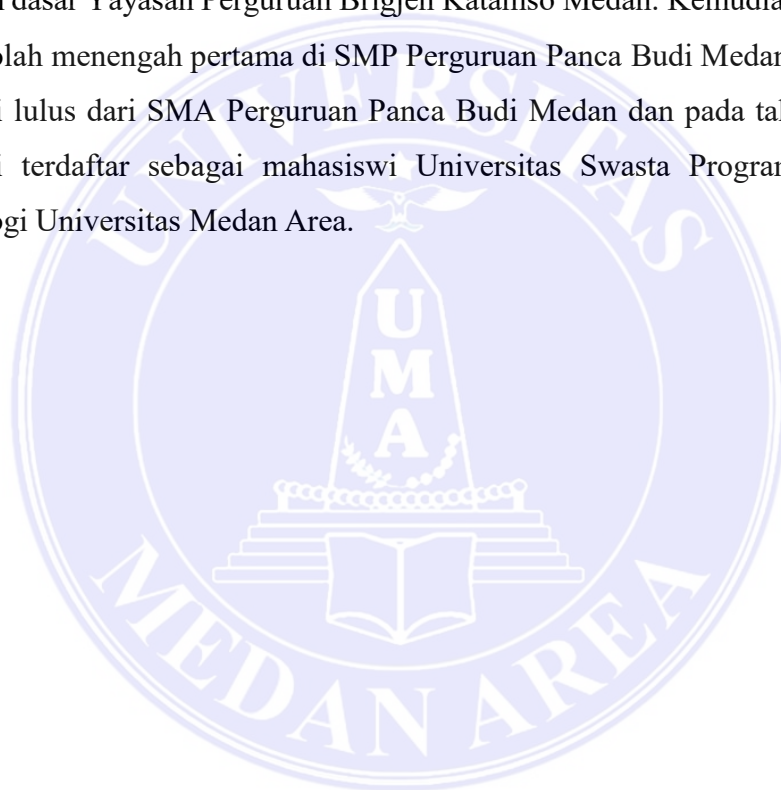 dasar Yayasan Perguruan Brigjen Katamso Medan. Kemudia
olah menengah pertama di SMP Perguruan Panca Budi Medan
i lulus dari SMA Perguruan Panca Budi Medan dan pada ta
i terdaftar sebagai mahasiswi Universitas Swasta Progra
ogi Universitas Medan Area.
UNIVERSITAS
U
M
A
MEDAN AREA